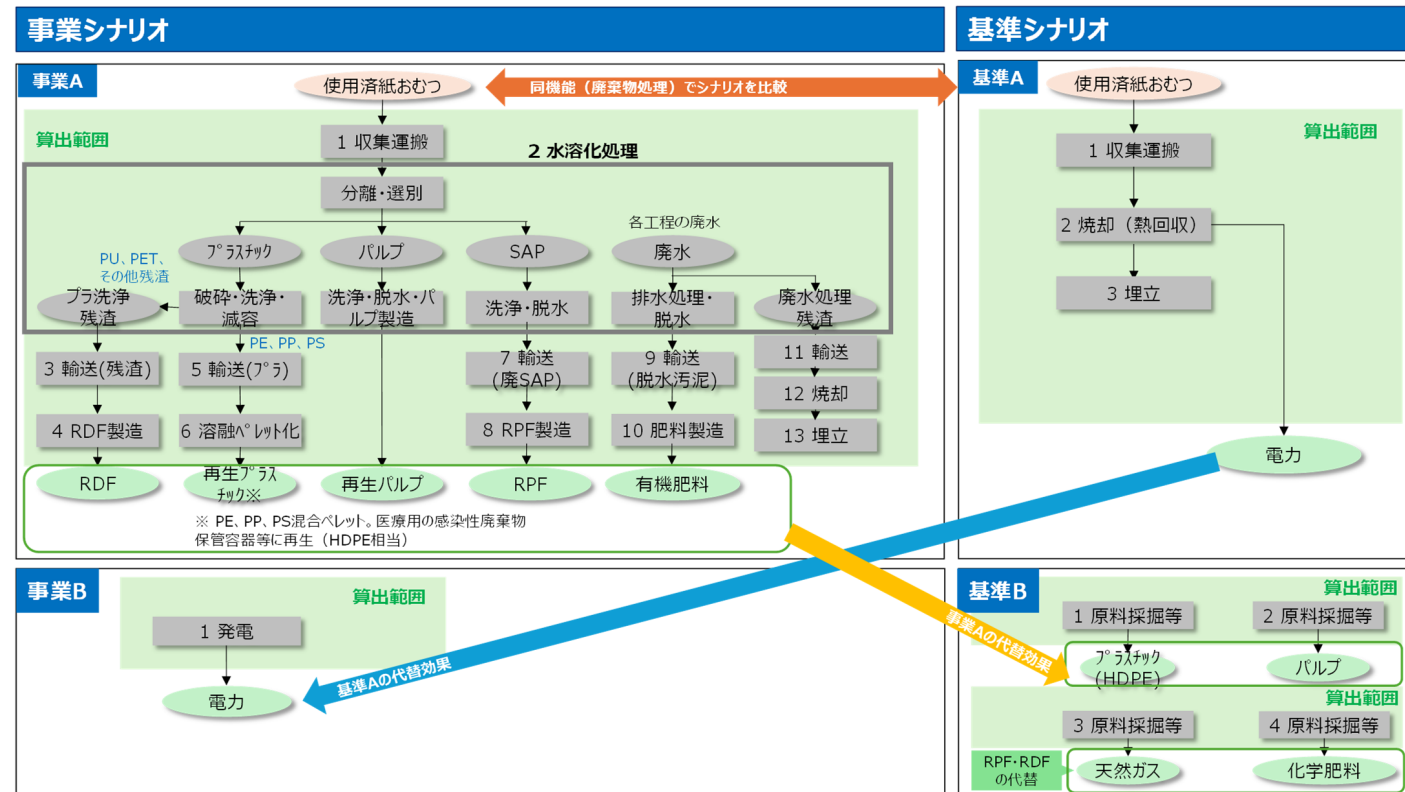 事業シナリオ
基準シナリオ
事業A
使用済紙おむつ
同機能（廃棄物処理）でシナリオを比較
算出範囲
1 収集運搬
2 水溶化処理
分離・選別
各工程の廃水
プラスチック
パルプ
SAP
廃水
PU、PET、
その他残渣
プラ洗浄
残渣
破砕・洗浄・
減容
洗浄・脱水・パ
ルプ製造
洗浄・脱水
排水処理・
脱水
廃水処理
残渣
PE、PP、PS
3 輸送(残渣)
5 輸送(プラ)
7 輸送
(廃SAP)
9 輸送
(脱水汚泥)
11 輸送
12 焼却
13 埋立
4 RDF製造
6 溶融ペレット化
8 RPF製造
10 肥料製造
RDF
再生プラス
チック※
再生パルプ
RPF
有機肥料
※ PE、PP、PS混合ペレット。医療用の感染性廃棄物
保管容器等に再生（HDPE相当）
基準A
使用済紙おむつ
算出範囲
1 収集運搬
2 焼却（熱回収）
3 埋立
電力
事業B
算出範囲
1 発電
電力
基準Aの代替効果
事業Aの代替効果
基準B
算出範囲
1 原料採掘等
2 原料採掘等
プラスチック
(HDPE)
パルプ
算出範囲
3 原料採掘等
4 原料採掘等
RPF・RDF
の代替
天然ガス
化学肥料